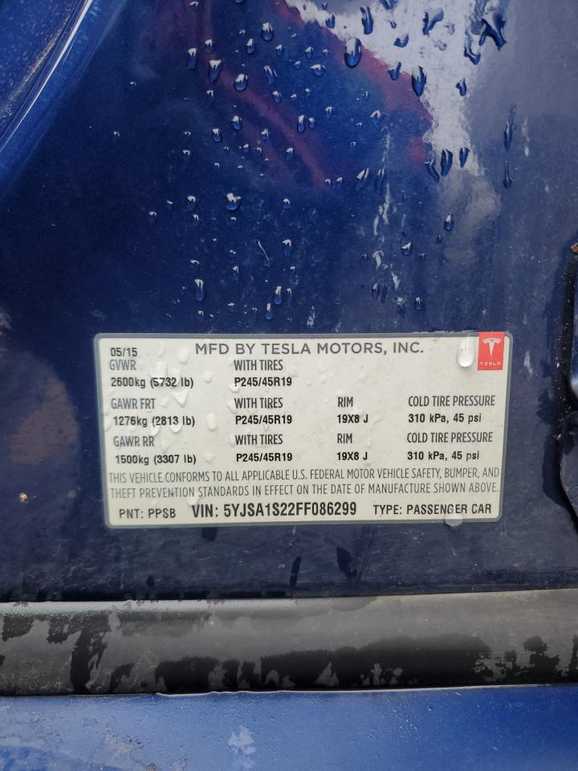 05/15 MFD BY TESLA MOTORS, INC. TESLA
GVWR WITH TIRES
2600kg (5732 lb) P245/45R19
GAWR FRT WITH TIRES RIM COLD TIRE PRESSURE
1276kg (2813 lb) P245/45R19 19X8 J 310 kPa, 45 psi
GAWR RR WITH TIRES RIM COLD TIRE PRESSURE
1500kg (3307 lb) P245/45R19 19X8 J 310 kPa, 45 psi
THIS VEHICLE CONFORMS TO ALL APPLICABLE U.S. FEDERAL MOTOR VEHICLE SAFETY, BUMPER, AND
THEFT PREVENTION STANDARDS IN EFFECT ON THE DATE OF MANUFACTURE SHOWN ABOVE.
PNT: PPSB VIN: 5YJSA1S22FF086299 TYPE: PASSENGER CAR